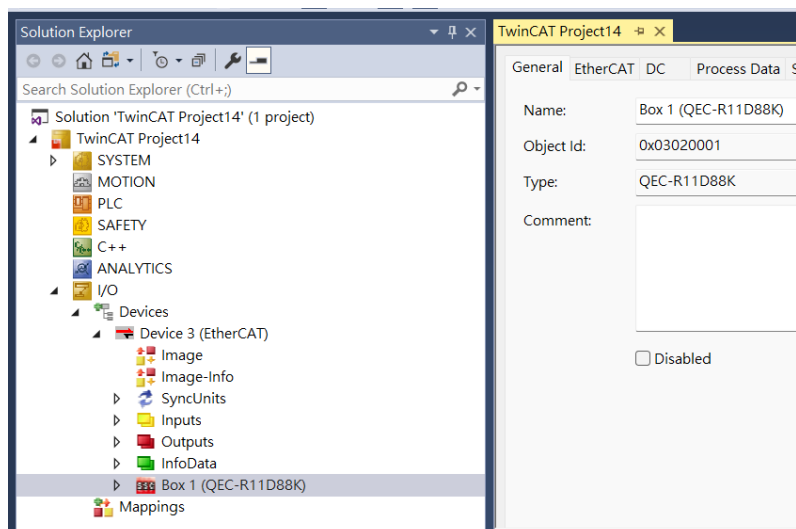 Solution Explorer
Search Solution Explorer (Ctrl+;)
Solution 'TwinCAT Project14' (1 project)
TwinCAT Project14
SYSTEM
MOTION
PLC
SAFETY
C++
ANALYTICS
I/O
Devices
Device 3 (EtherCAT)
Image
Image-Info
SyncUnits
Inputs
Outputs
InfoData
Box 1 (QEC-R11D88K)
Mappings
TwinCAT Project14
General EtherCAT DC Process Data S
Name: Box 1 (QEC-R11D88K)
Object Id: 0x03020001
Type: QEC-R11D88K
Comment:
Disabled